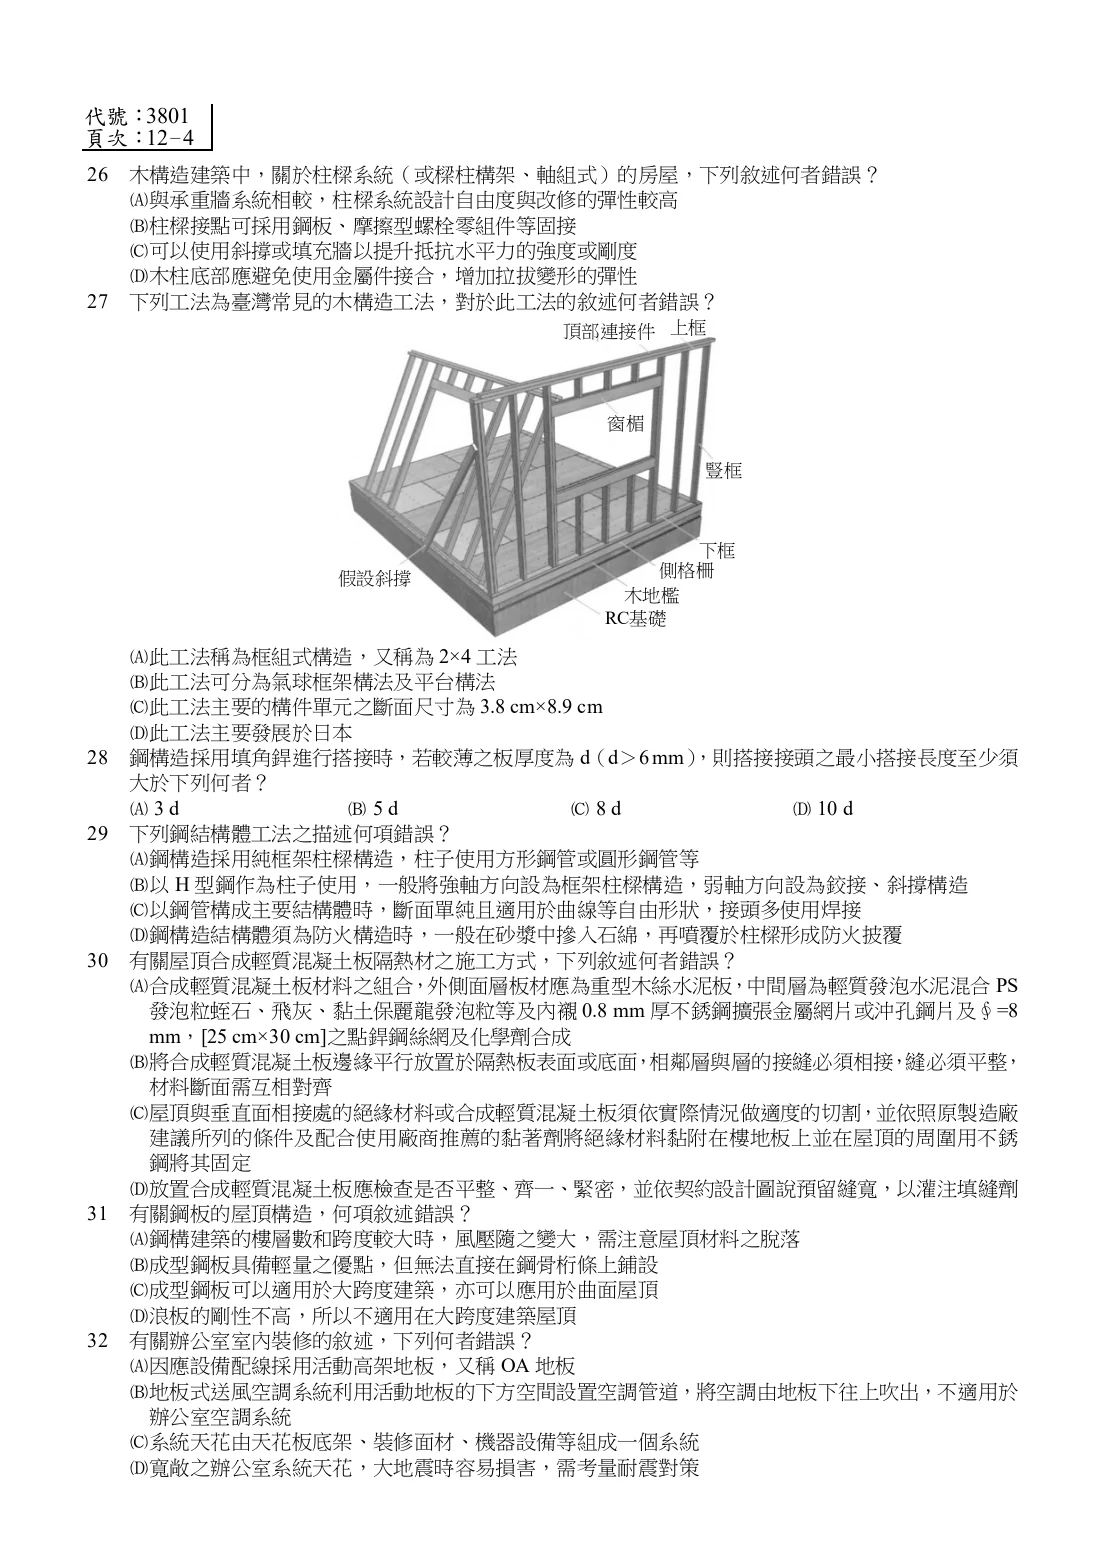 代號：3801
頁次：12－4
26 木構造建築中，關於柱樑系統（或樑柱構架、軸組式）的房屋，下列敘述何者錯誤？
(A)與承重牆系統相較，柱樑系統設計自由度與改修的彈性較高
(B)柱樑接點可採用鋼板、摩擦型螺栓零組件等固接
(C)可以使用斜撐或填充牆以提升抵抗水平力的強度或剛度
(D)木柱底部應避免使用金屬件接合，增加拉拔變形的彈性
27 下列工法為臺灣常見的木構造工法，對於此工法的敘述何者錯誤？
頂部連接件 上框
窗楣
豎框
下框
側格柵
假設斜撐
木地檻
RC基礎
(A)此工法稱為框組式構造，又稱為 2×4 工法
(B)此工法可分為氣球框架構法及平台構法
(C)此工法主要的構件單元之斷面尺寸為 3.8 cm×8.9 cm
(D)此工法主要發展於日本
28 鋼構造採用填角銲進行搭接時，若較薄之板厚度為 d（d＞6 mm），則搭接接頭之最小搭接長度至少須
大於下列何者？
(A) 3 d (B) 5 d (C) 8 d (D) 10 d
29 下列鋼結構體工法之描述何項錯誤？
(A)鋼構造採用純框架柱樑構造，柱子使用方形鋼管或圓形鋼管等
(B)以 H 型鋼作為柱子使用，一般將強軸方向設為框架柱樑構造，弱軸方向設為鉸接、斜撐構造
(C)以鋼管構成主要結構體時，斷面單純且適用於曲線等自由形狀，接頭多使用焊接
(D)鋼構造結構體須為防火構造時，一般在砂漿中摻入石綿，再噴覆於柱樑形成防火披覆
30 有關屋頂合成輕質混凝土板隔熱材之施工方式，下列敘述何者錯誤？
(A)合成輕質混凝土板材料之組合，外側面層板材應為重型木絲水泥板，中間層為輕質發泡水泥混合 PS
發泡粒蛭石、飛灰、黏土保麗龍發泡粒等及內襯 0.8 mm 厚不銹鋼擴張金屬網片或沖孔鋼片及∮=8
mm，[25 cm×30 cm]之點銲鋼絲網及化學劑合成
(B)將合成輕質混凝土板邊緣平行放置於隔熱板表面或底面，相鄰層與層的接縫必須相接，縫必須平整，
材料斷面需互相對齊
(C)屋頂與垂直面相接處的絕緣材料或合成輕質混凝土板須依實際情況做適度的切割，並依照原製造廠
建議所列的條件及配合使用廠商推薦的黏著劑將絕緣材料黏附在樓地板上並在屋頂的周圍用不銹
鋼將其固定
(D)放置合成輕質混凝土板應檢查是否平整、齊一、緊密，並依契約設計圖說預留縫寬，以灌注填縫劑
31 有關鋼板的屋頂構造，何項敘述錯誤？
(A)鋼構建築的樓層數和跨度較大時，風壓隨之變大，需注意屋頂材料之脫落
(B)成型鋼板具備輕量之優點，但無法直接在鋼骨桁條上鋪設
(C)成型鋼板可以適用於大跨度建築，亦可以應用於曲面屋頂
(D)浪板的剛性不高，所以不適用在大跨度建築屋頂
32 有關辦公室室內裝修的敘述，下列何者錯誤？
(A)因應設備配線採用活動高架地板，又稱 OA 地板
(B)地板式送風空調系統利用活動地板的下方空間設置空調管道，將空調由地板下往上吹出，不適用於
辦公室空調系統
(C)系統天花由天花板底架、裝修面材、機器設備等組成一個系統
(D)寬敞之辦公室系統天花，大地震時容易損害，需考量耐震對策